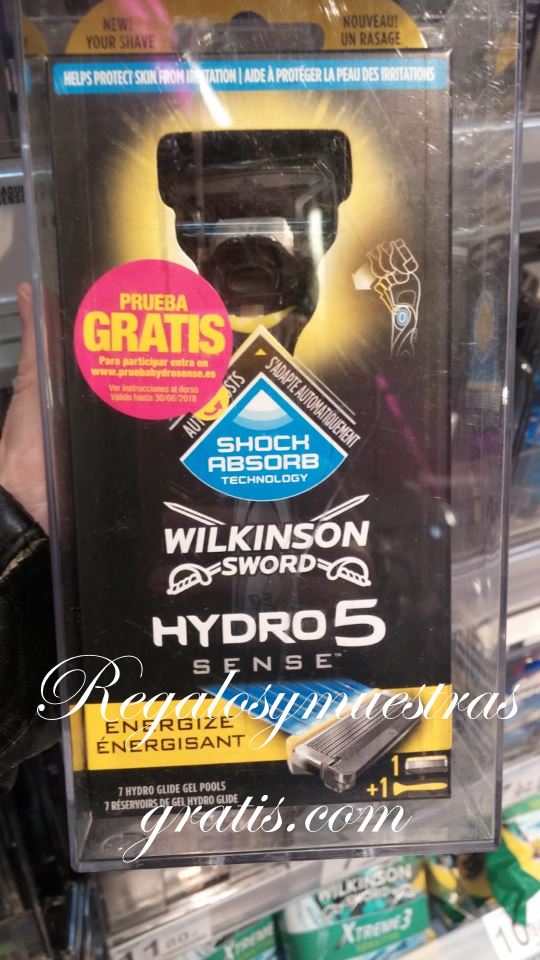 NEW!
YOUR SHAVE
NOUVEAU!
UN RASAGE
HELPS PROTECT SKIN FROM IRRITATION | AIDE À PROTÉGER LA PEAU DES IRRITATIONS
PRUEBA
GRATIS
Para participar entra en
www.pruebahydrosense.es
Ver instrucciones al dorso
Válido hasta 30/06/2018
S'ADAPTE AUTOMATIQUEMENT
SHOCK
ABSORB
TECHNOLOGY
WILKINSON
SWORD
HYDRO 5
SENSE™
Regalosymuestras
ENERGIZE
ÉNERGISANT
7 HYDRO GLIDE GEL POOLS
7 RÉSERVOIRS DE GEL HYDRO GLIDE
1
+1
gratis.com
WILKINSON
SWORD
XTREME3